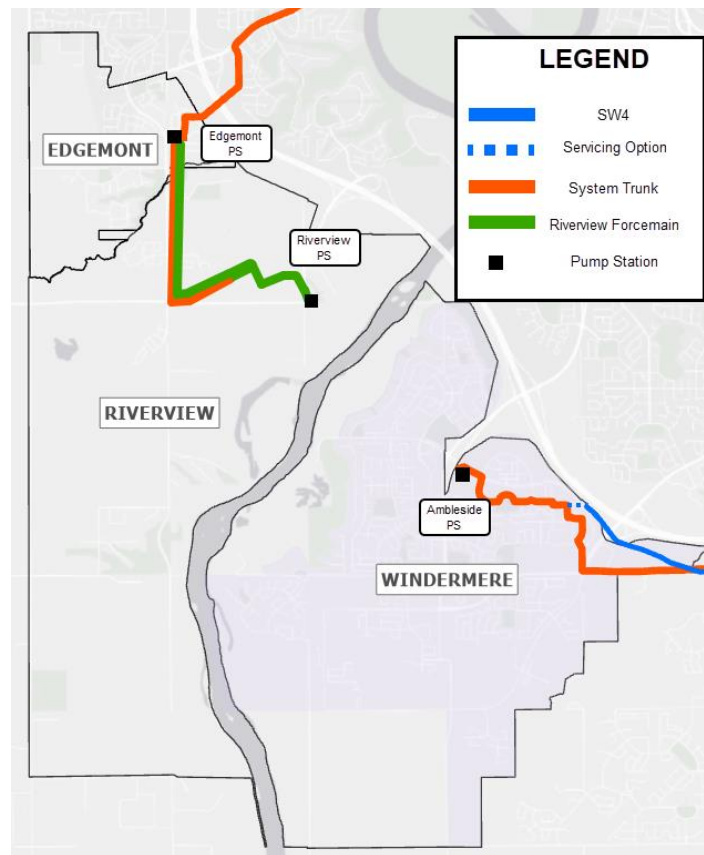 LEGEND
SW4
Servicing Option
System Trunk
Riverview Forcemain
Pump Station
EDGEMONT
Edgemont
PS
Riverview
PS
RIVERVIEW
Ambleside
PS
WINDERMERE